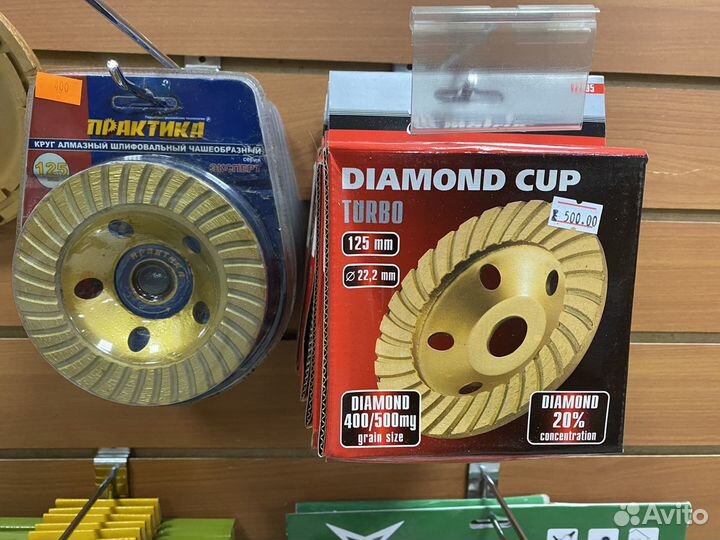 400
ПРАКТИКА
КРУГ АЛМАЗНЫЙ ШЛИФОВАЛЬНЫЙ ЧАШЕОБРАЗНЫЙ
серия
125
ЭКСПЕРТ
ПРАКТИКА
DIAMOND CUP
TURBO
500.00
125 mm
Ø 22,2 mm
DIAMOND
400/500my
grain size
DIAMOND
20%
concentration
Avito